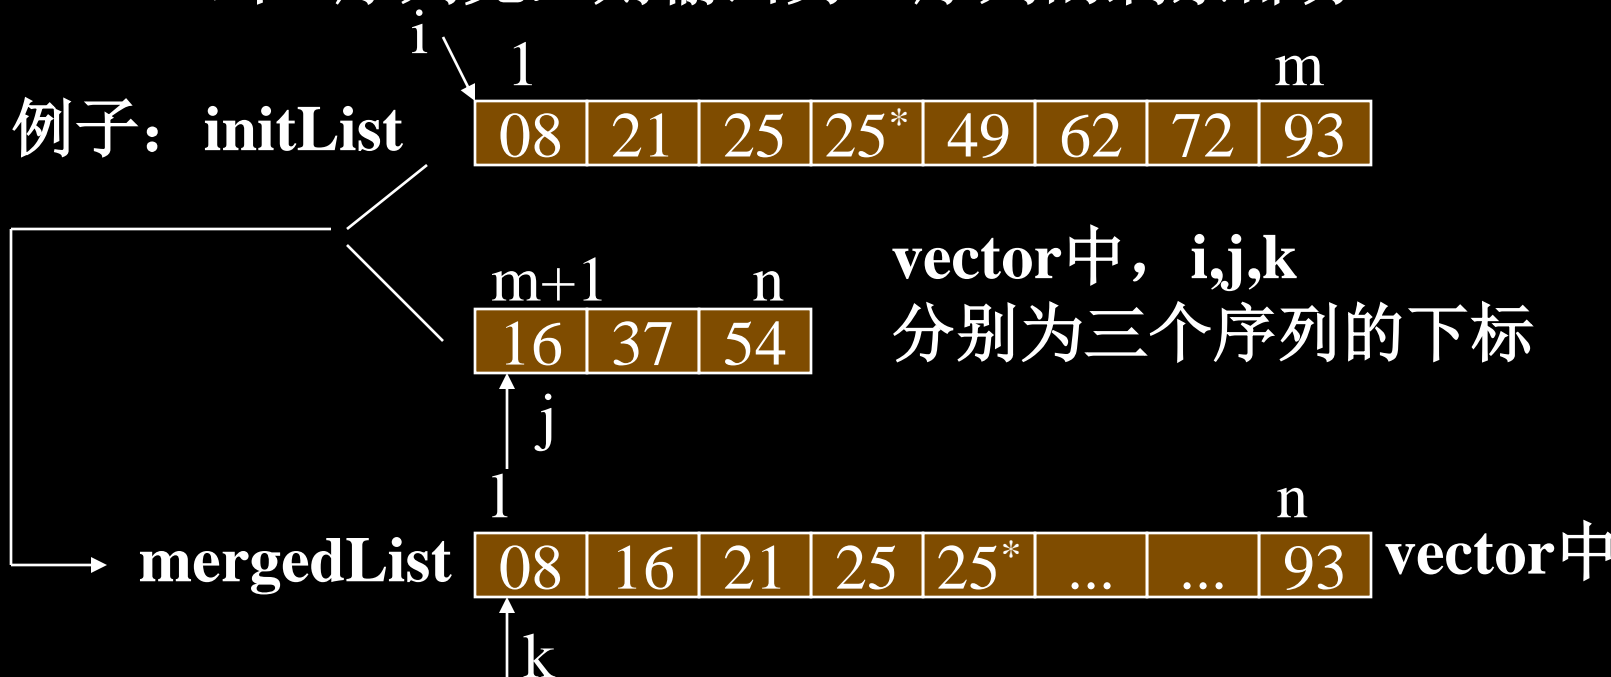 i
l m
例子：initList 08 21 25 25* 49 62 72 93
vector中，i,j,k
分别为三个序列的下标
m+1 n
16 37 54
j
l n
mergedList 08 16 21 25 25* ... ... 93 vector中
k